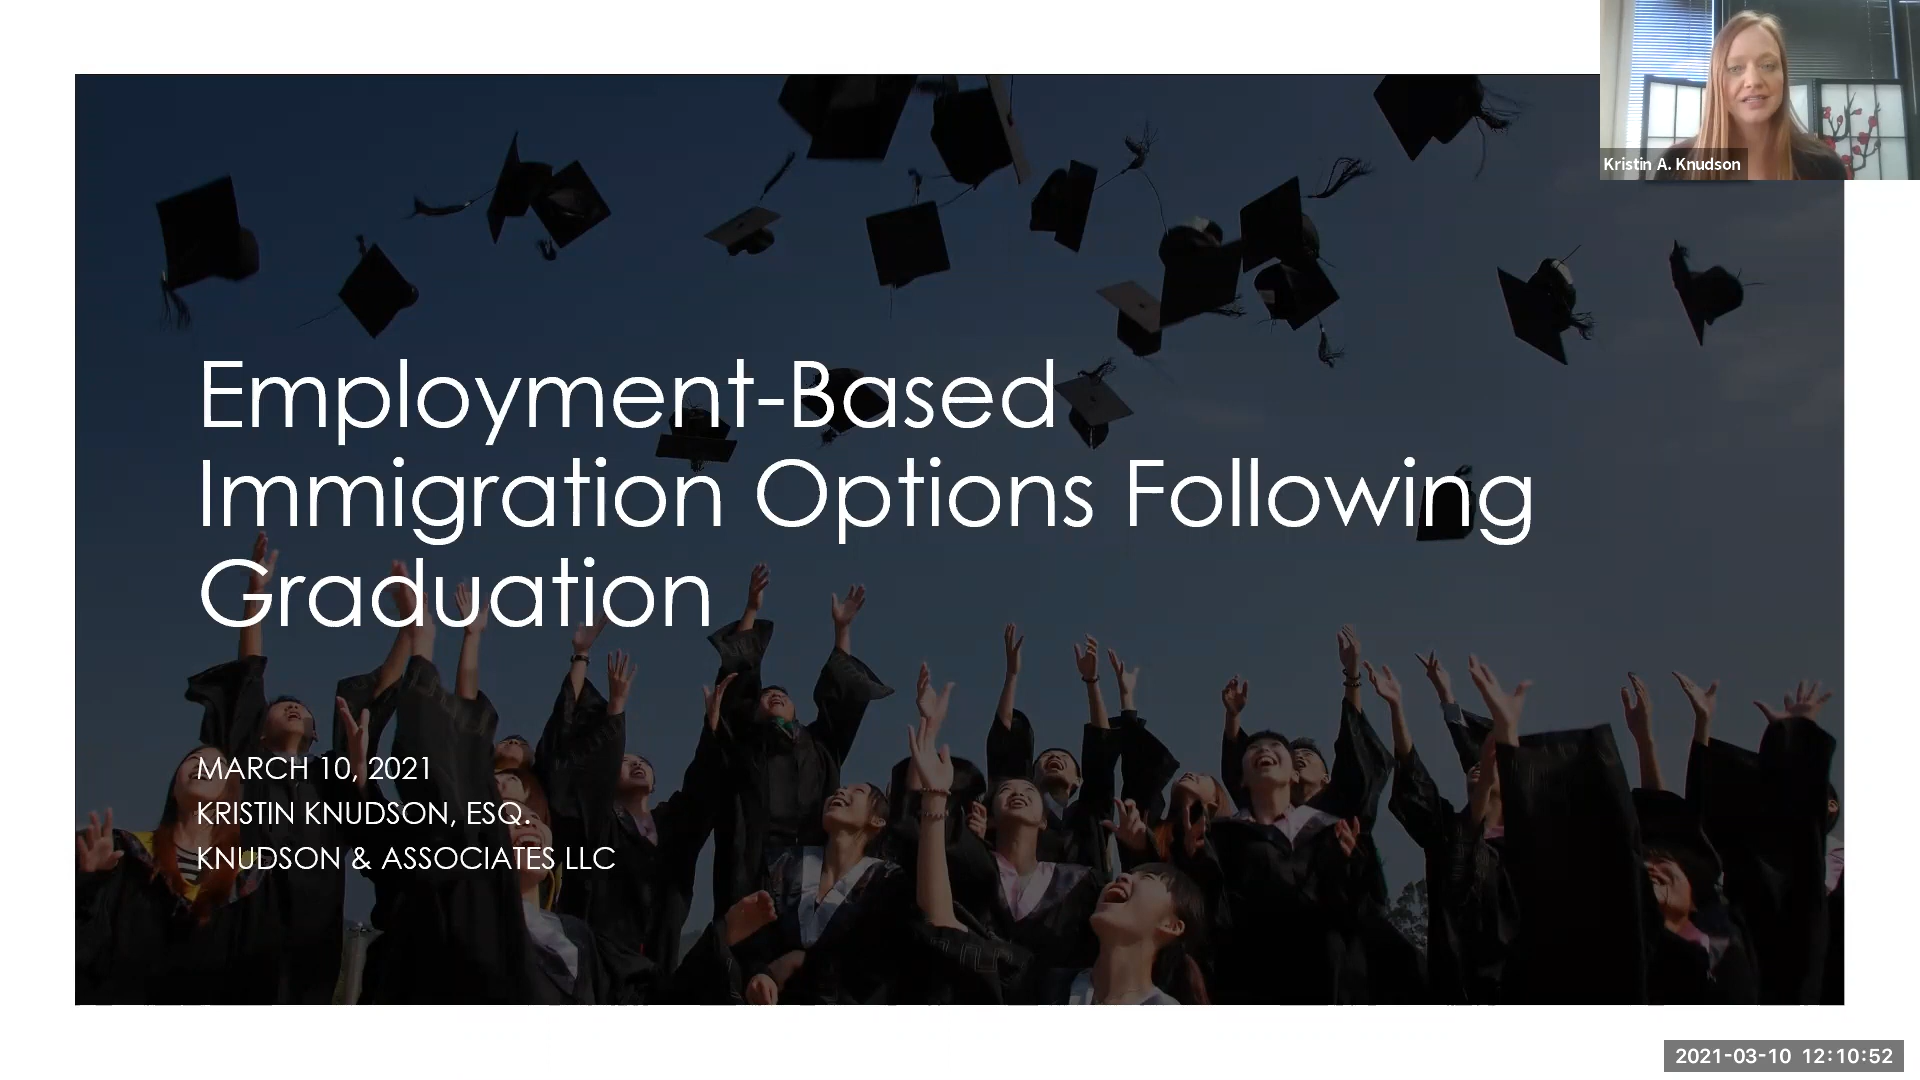 Kristin A. Knudson
Employment-Based
Immigration Options Following
Graduation
MARCH 10, 2021
KRISTIN KNUDSON, ESQ.
KNUDSON & ASSOCIATES LLC
2021-03-10 12:10:52